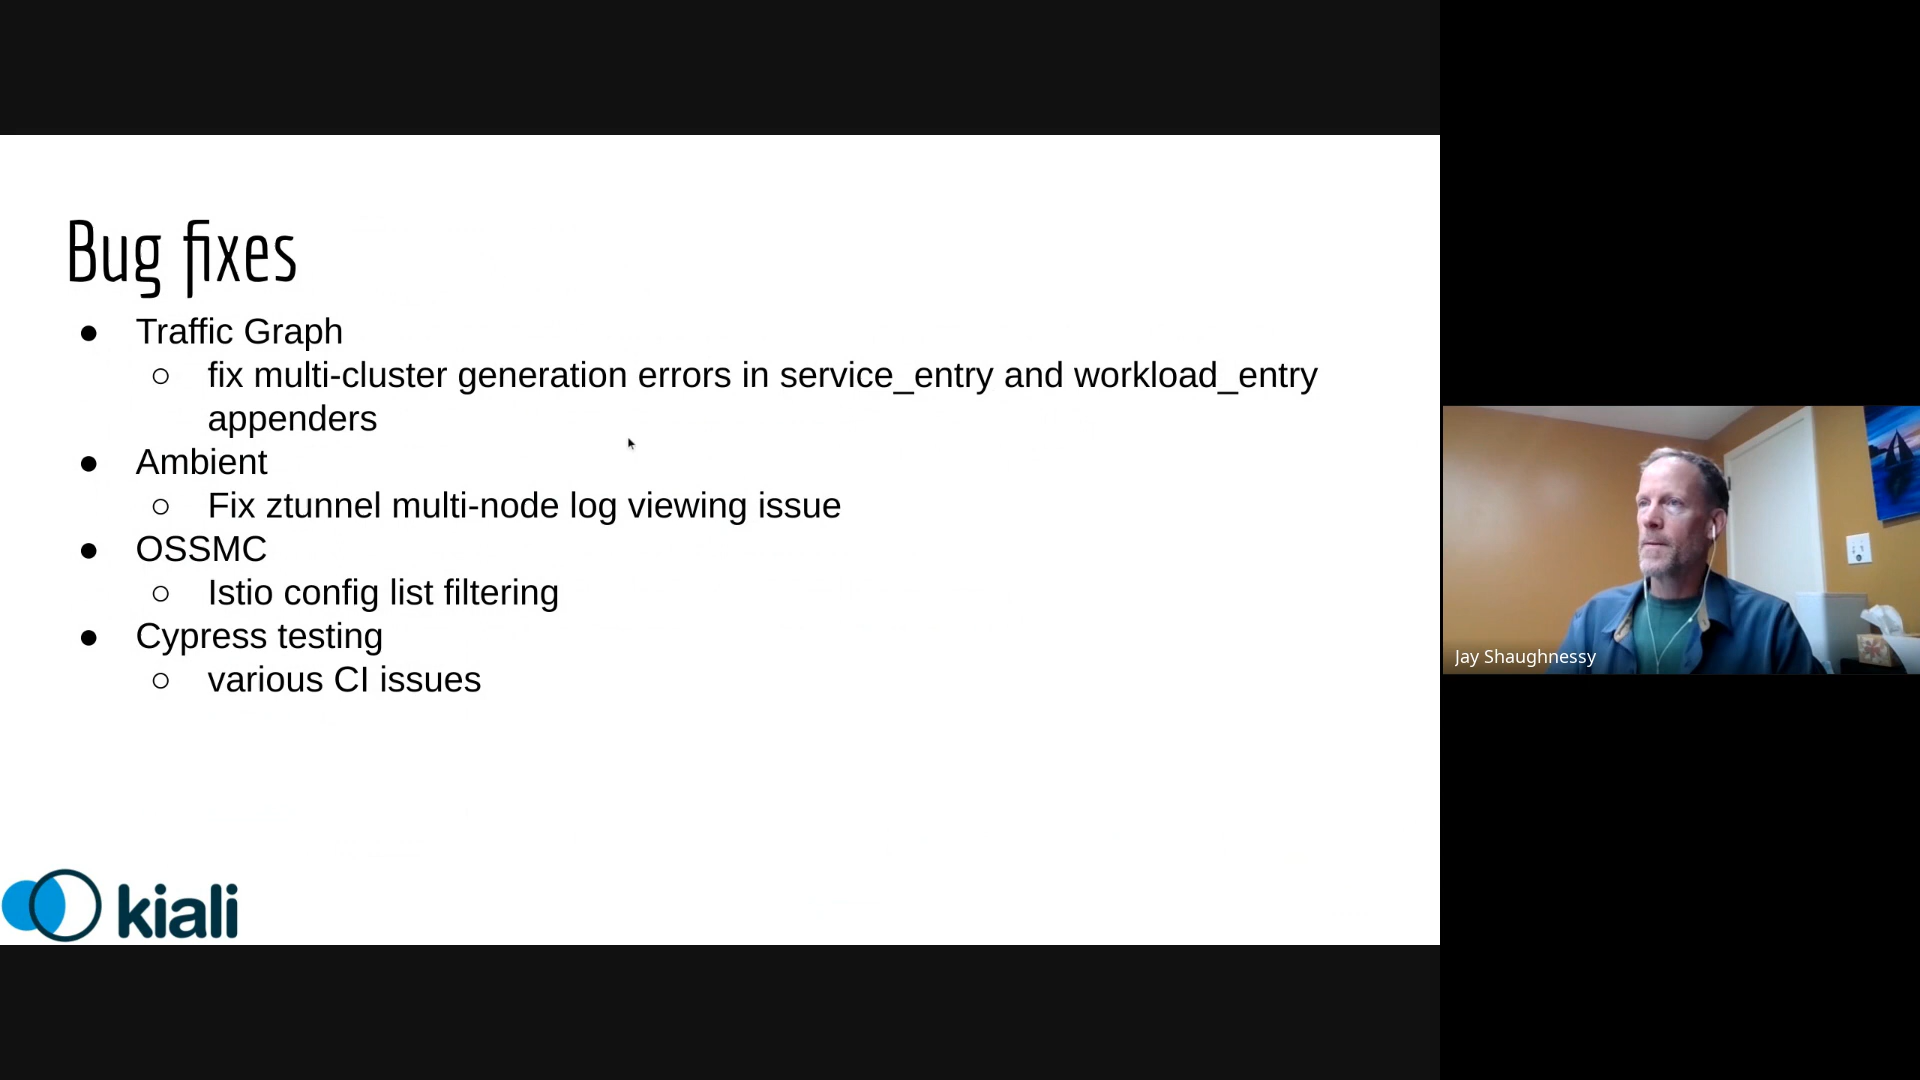 Bug fixes
● Traffic Graph
○ fix multi-cluster generation errors in service_entry and workload_entry
appenders
● Ambient
○ Fix ztunnel multi-node log viewing issue
● OSSMC
○ Istio config list filtering
● Cypress testing
○ various CI issues
kiali
Jay Shaughnessy